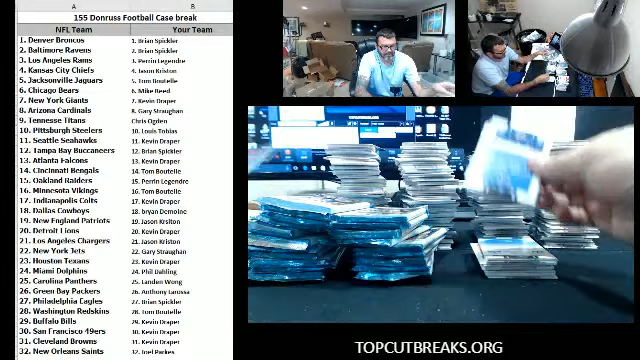 A B
155 Donruss Football Case break
NFL Team Your Team
1. Denver Broncos 1. Brian Spickler
2. Baltimore Ravens 2. Brian Spickler
3. Los Angeles Rams 3. Perrin Legendre
4. Kansas City Chiefs 4. Jason Kriston
5. Jacksonville Jaguars 5. Tom Boutelle
6. Chicago Bears 6. Mike Reed
7. New York Giants 7. Kevin Draper
8. Arizona Cardinals 8. Gary Straughan
9. Tennesse Titans Chris Ogden
10. Pittsburgh Steelers 10. Louis Tobias
11. Seattle Seahawks 11. Kevin Draper
12. Tampa Bay Buccaneers 12. Brian Spickler
13. Atlanta Falcons 13. Kevin Draper
14. Cincinnati Bengals 14. Tom Boutelle
15. Oakland Raiders 15. Perrin Legendre
16. Minnesota Vikings 16. Tom Boutelle
17. Indianapolis Colts 17. Kevin Draper
18. Dallas Cowboys 18. bryan Demoine
19. New England Patriots 19. Jason Kristton
20. Detroit Lions 20. Kevin Draper
21. Los Angeles Chargers 21. Jason Kriston
22. New York Jets 22. Gary Straughan
23. Houston Texans 23. Kevin Draper
24. Miami Dolphins 24. Phil Dahling
25. Carolina Panthers 25. Landen Wong
26. Green Bay Packers 26. Anthony Larossa
27. Philadelphia Eagles 27. Brian Spickler
28. Washington Redskins 28. Tom Boutelle
29. Buffalo Bills 29. Kevin Draper
30. San Francisco 49ers 30. Kevin Draper
31. Cleveland Browns 31. Kevin Draper
32. New Orleans Saints 32. Joel Parkes
TOPCUTBREAKS.ORG